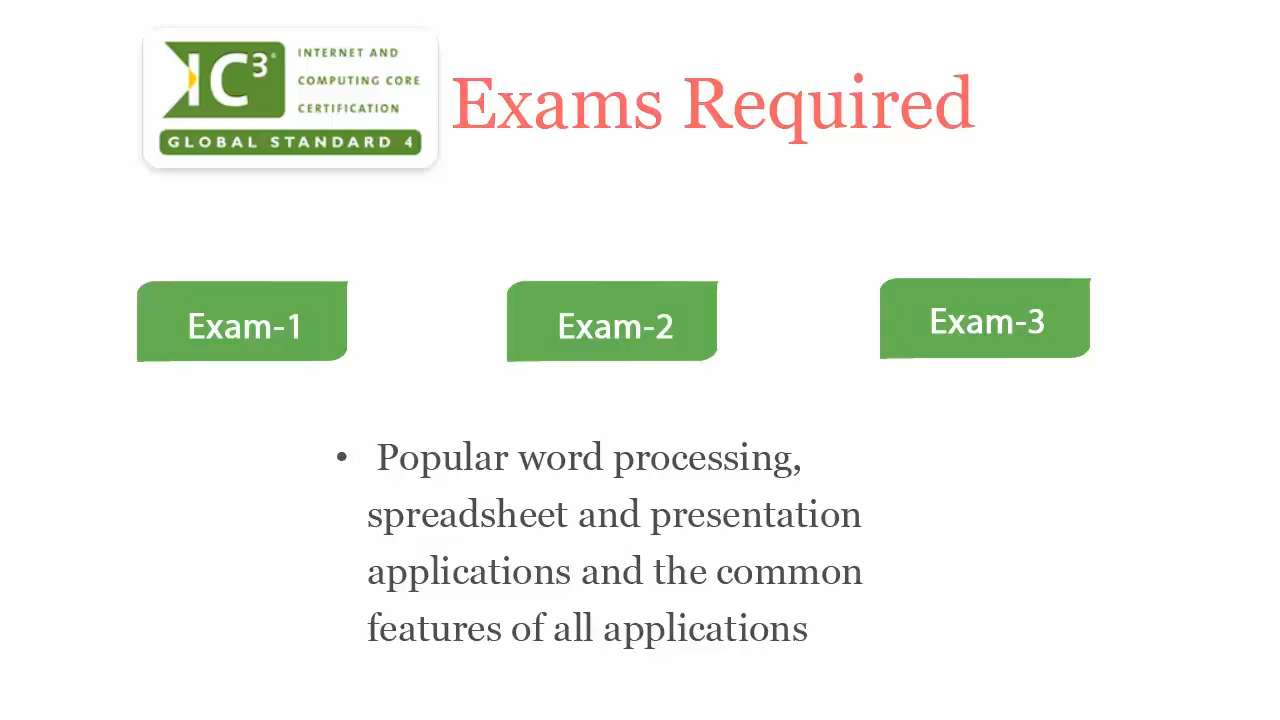 IC3®
INTERNET AND
COMPUTING CORE
CERTIFICATION
GLOBAL STANDARD 4
Exams Required
Exam-1
Exam-2
Exam-3
• Popular word processing,
spreadsheet and presentation
applications and the common
features of all applications